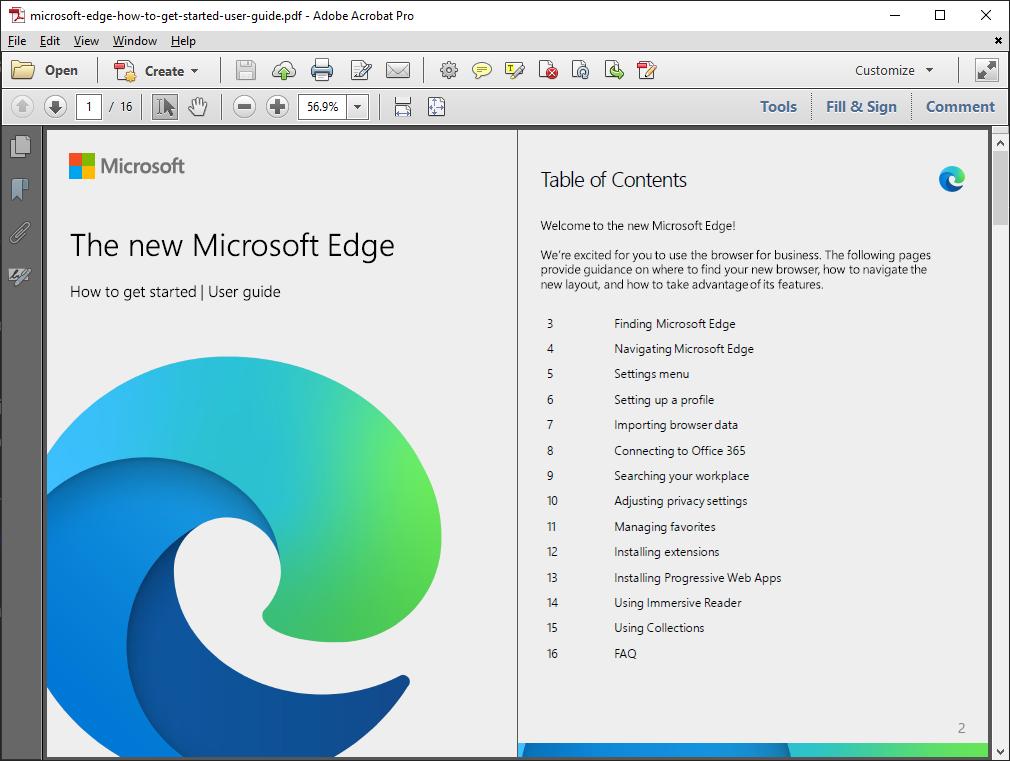 microsoft-edge-how-to-get-started-user-guide.pdf - Adobe Acrobat Pro
File Edit View Window Help
Open Create Customize
1 / 16 56.9% Tools Fill & Sign Comment
Microsoft
The new Microsoft Edge
How to get started | User guide
Table of Contents
Welcome to the new Microsoft Edge!
We're excited for you to use the browser for business. The following pages
provide guidance on where to find your new browser, how to navigate the
new layout, and how to take advantage of its features.
3 Finding Microsoft Edge
4 Navigating Microsoft Edge
5 Settings menu
6 Setting up a profile
7 Importing browser data
8 Connecting to Office 365
9 Searching your workplace
10 Adjusting privacy settings
11 Managing favorites
12 Installing extensions
13 Installing Progressive Web Apps
14 Using Immersive Reader
15 Using Collections
16 FAQ
2